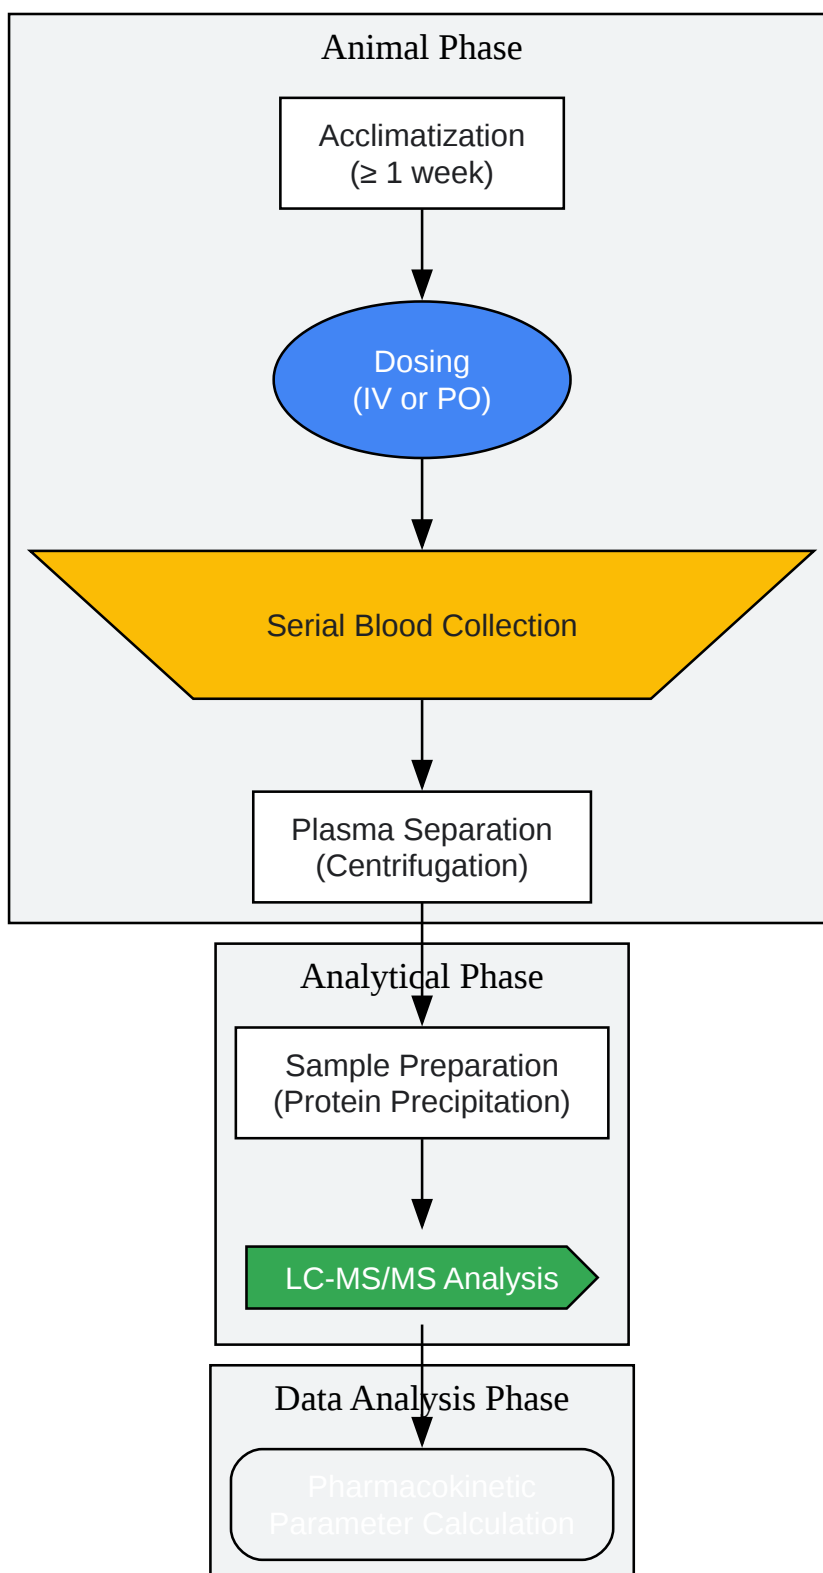 Animal Phase
Acclimatization
(≥ 1 week)
Dosing
(IV or PO)
Serial Blood Collection
Plasma Separation
(Centrifugation)
Analytical Phase
Sample Preparation
(Protein Precipitation)
LC-MS/MS Analysis
Data Analysis Phase
Pharmacokinetic
Parameter Calculation